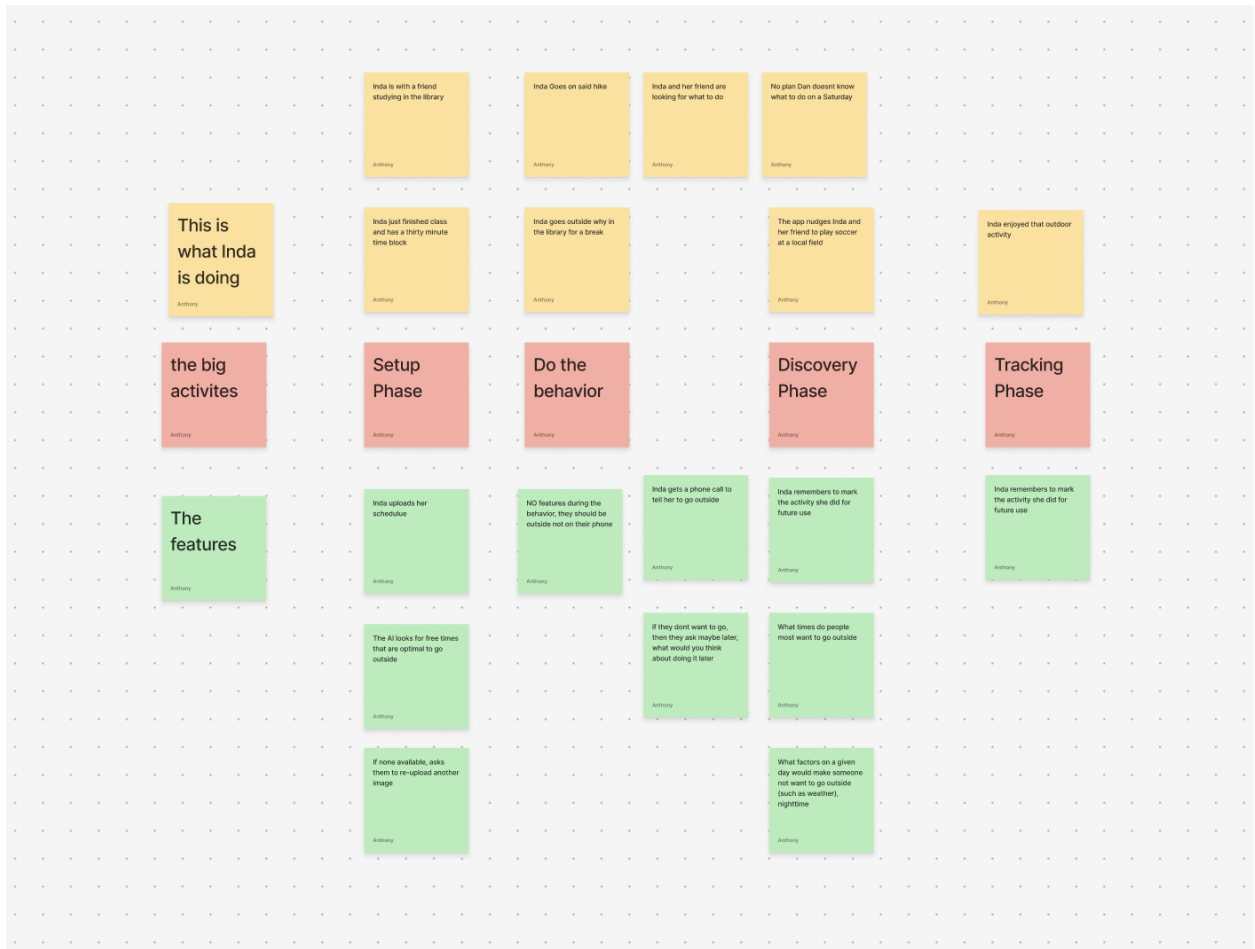 Inda is with a friend
studying in the library
Anthony
Inda Goes on said hike
Anthony
Inda and her friend are
looking for what to do
Anthony
No plan Dan doesnt know
what to do on a Saturday
Anthony
This is
what Inda
is doing
Anthony
Inda just finished class
and has a thirty minute
time block
Anthony
Inda goes outside why in
the library for a break
Anthony
The app nudges Inda and
her friend to play soccer
at a local field
Anthony
Inda enjoyed that outdoor
activity
Anthony
the big
activites
Anthony
Setup
Phase
Anthony
Do the
behavior
Anthony
Discovery
Phase
Anthony
Tracking
Phase
Anthony
The
features
Anthony
Inda uploads her
schedulue
Anthony
NO features during the
behavior, they should be
outside not on their phone
Anthony
Inda gets a phone call to
tell her to go outside
Anthony
Inda remembers to mark
the activity she did for
future use
Anthony
Inda remembers to mark
the activity she did for
future use
Anthony
The AI looks for free times
that are optimal to go
outside
Anthony
if they dont want to go,
then they ask maybe later,
what would you think
about doing it later
Anthony
What times do people
most want to go outside
Anthony
If none available, asks
them to re-upload another
image
Anthony
What factors on a given
day would make someone
not want to go outside
(such as weather),
nighttime
Anthony